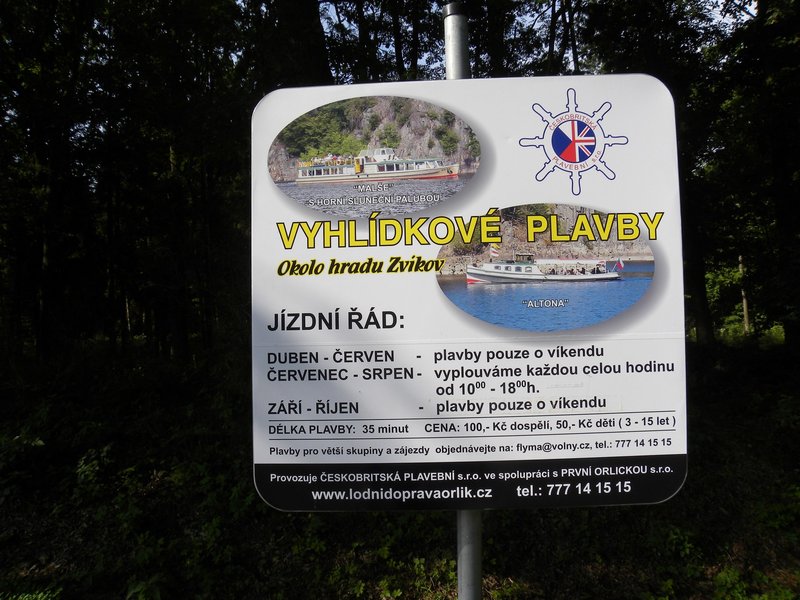 ČESKOBRITSKÁ
PLAVEBNÍ s.r.o.
"MALŠE"
S HORNÍ SLUNEČNÍ PALUBOU
VYHLÍDKOVÉ PLAVBY
Okolo hradu Zvíkov
"ALTONA"
JÍZDNÍ ŘÁD:
DUBEN - ČERVEN - plavby pouze o víkendu
ČERVENEC - SRPEN - vyplouváme každou celou hodinu
od 10⁰⁰ - 18⁰⁰h.
ZÁŘÍ - ŘÍJEN - plavby pouze o víkendu
DÉLKA PLAVBY: 35 minut CENA: 100,- Kč dospělí, 50,- Kč děti ( 3 - 15 let )
Plavby pro větší skupiny a zájezdy objednávejte na: flyma@volny.cz, tel.: 777 14 15 15
Provozuje ČESKOBRITSKÁ PLAVEBNÍ s.r.o. ve spolupráci s PRVNÍ ORLICKOU s.r.o.
www.lodnidopravaorlik.cz tel.: 777 14 15 15